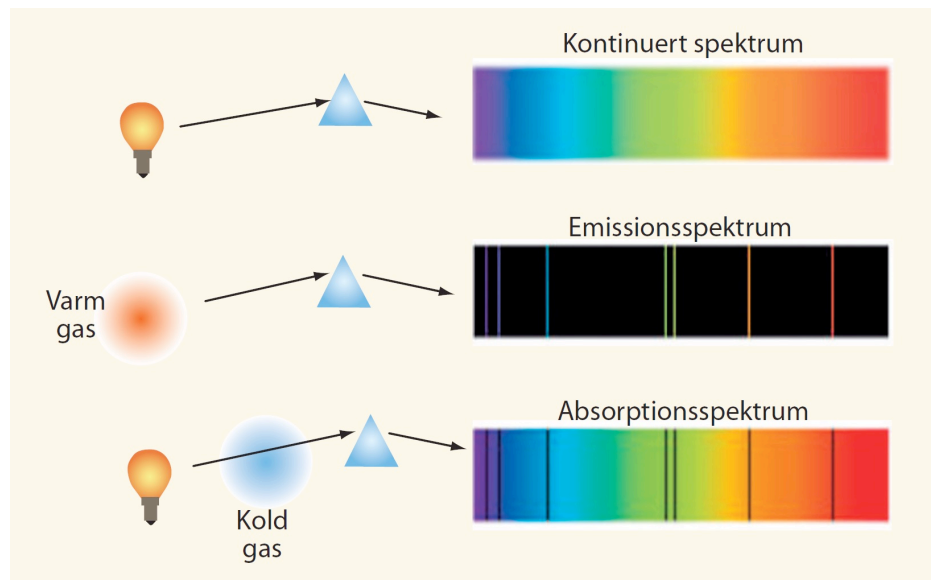 Kontinuert spektrum
Emissionsspektrum
Varm
gas
Absorptionsspektrum
Kold
gas